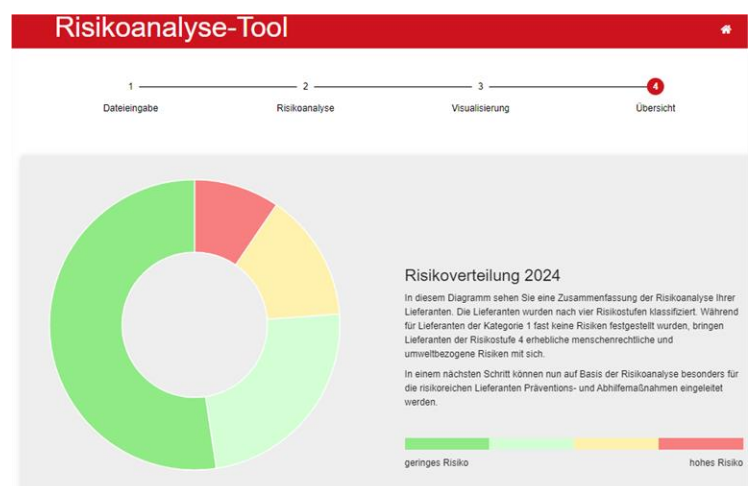 Risikoanalyse-Tool
1 2 3 4
Dateieingabe Risikoanalyse Visualisierung Übersicht
Risikoverteilung 2024
In diesem Diagramm sehen Sie eine Zusammenfassung der Risikoanalyse Ihrer
Lieferanten. Die Lieferanten wurden nach vier Risikostufen klassifiziert. Während
für Lieferanten der Kategorie 1 fast keine Risiken festgestellt wurden, bringen
Lieferanten der Risikostufe 4 erhebliche menschenrechtliche und
umweltbezogene Risiken mit sich.
In einem nächsten Schritt können nun auf Basis der Risikoanalyse besonders für
die risikoreichen Lieferanten Präventions- und Abhilfemaßnahmen eingeleitet
werden.
geringes Risiko hohes Risiko